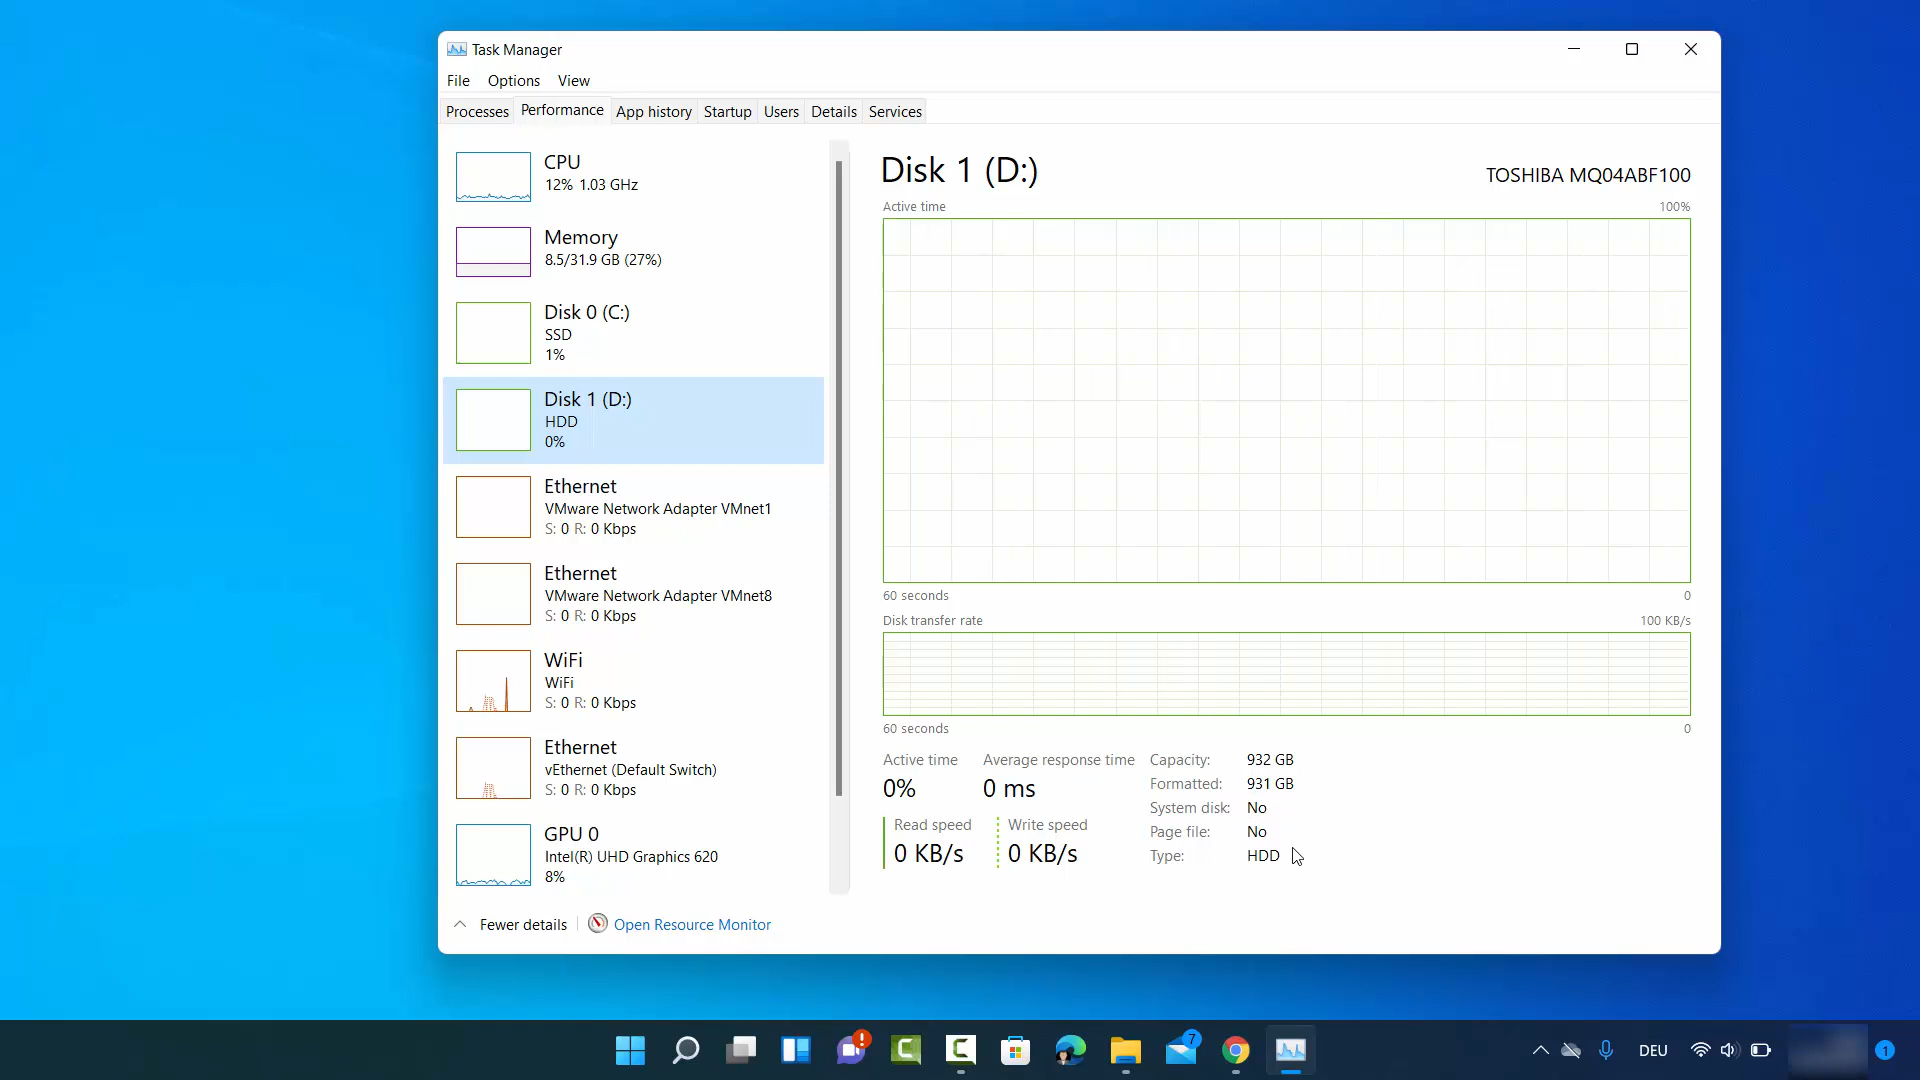 Task Manager
File Options View
Processes Performance App history Startup Users Details Services
CPU
12% 1.03 GHz
Memory
8.5/31.9 GB (27%)
Disk 0 (C:)
SSD
1%
Disk 1 (D:)
HDD
0%
Ethernet
VMware Network Adapter VMnet1
S: 0 R: 0 Kbps
Ethernet
VMware Network Adapter VMnet8
S: 0 R: 0 Kbps
WiFi
WiFi
S: 0 R: 0 Kbps
Ethernet
vEthernet (Default Switch)
S: 0 R: 0 Kbps
GPU 0
Intel(R) UHD Graphics 620
8%
Disk 1 (D:) TOSHIBA MQ04ABF100
Active time 100%
60 seconds 0
Disk transfer rate 100 KB/s
60 seconds 0
Active time Average response time
0% 0 ms
Read speed Write speed
0 KB/s 0 KB/s
Capacity: 932 GB
Formatted: 931 GB
System disk: No
Page file: No
Type: HDD
Fewer details Open Resource Monitor
7
DEU
1